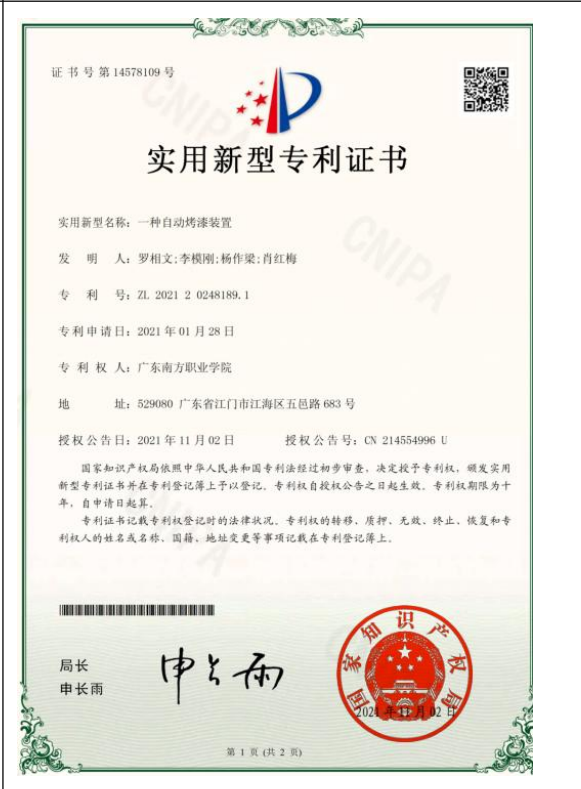 证书号第14578109号
实用新型专利证书
实用新型名称：一种自动烤漆装置
发明人：罗相文;李模刚;杨作梁;肖红梅
专利号：ZL 2021 2 0248189.1
专利申请日：2021年01月28日
专利权人：广东南方职业学院
地址：529080 广东省江门市江海区五邑路683号
授权公告日：2021年11月02日 授权公告号：CN 214554996 U
国家知识产权局依照中华人民共和国专利法经过初步审查，决定授予专利权，颁发实用
新型专利证书并在专利登记簿上予以登记。专利权自授权公告之日起生效。专利权期限为十
年，自申请日起算。
专利证书记载专利权登记时的法律状况。专利权的转移、质押、无效、终止、恢复和专
利权人的姓名或名称、国籍、地址变更等事项记载在专利登记簿上。
局长
申长雨
申长雨
国家知识产权局
2021年11月02日
第 1 页 (共 2 页)
CNIPA
CNIPA
CNIPA